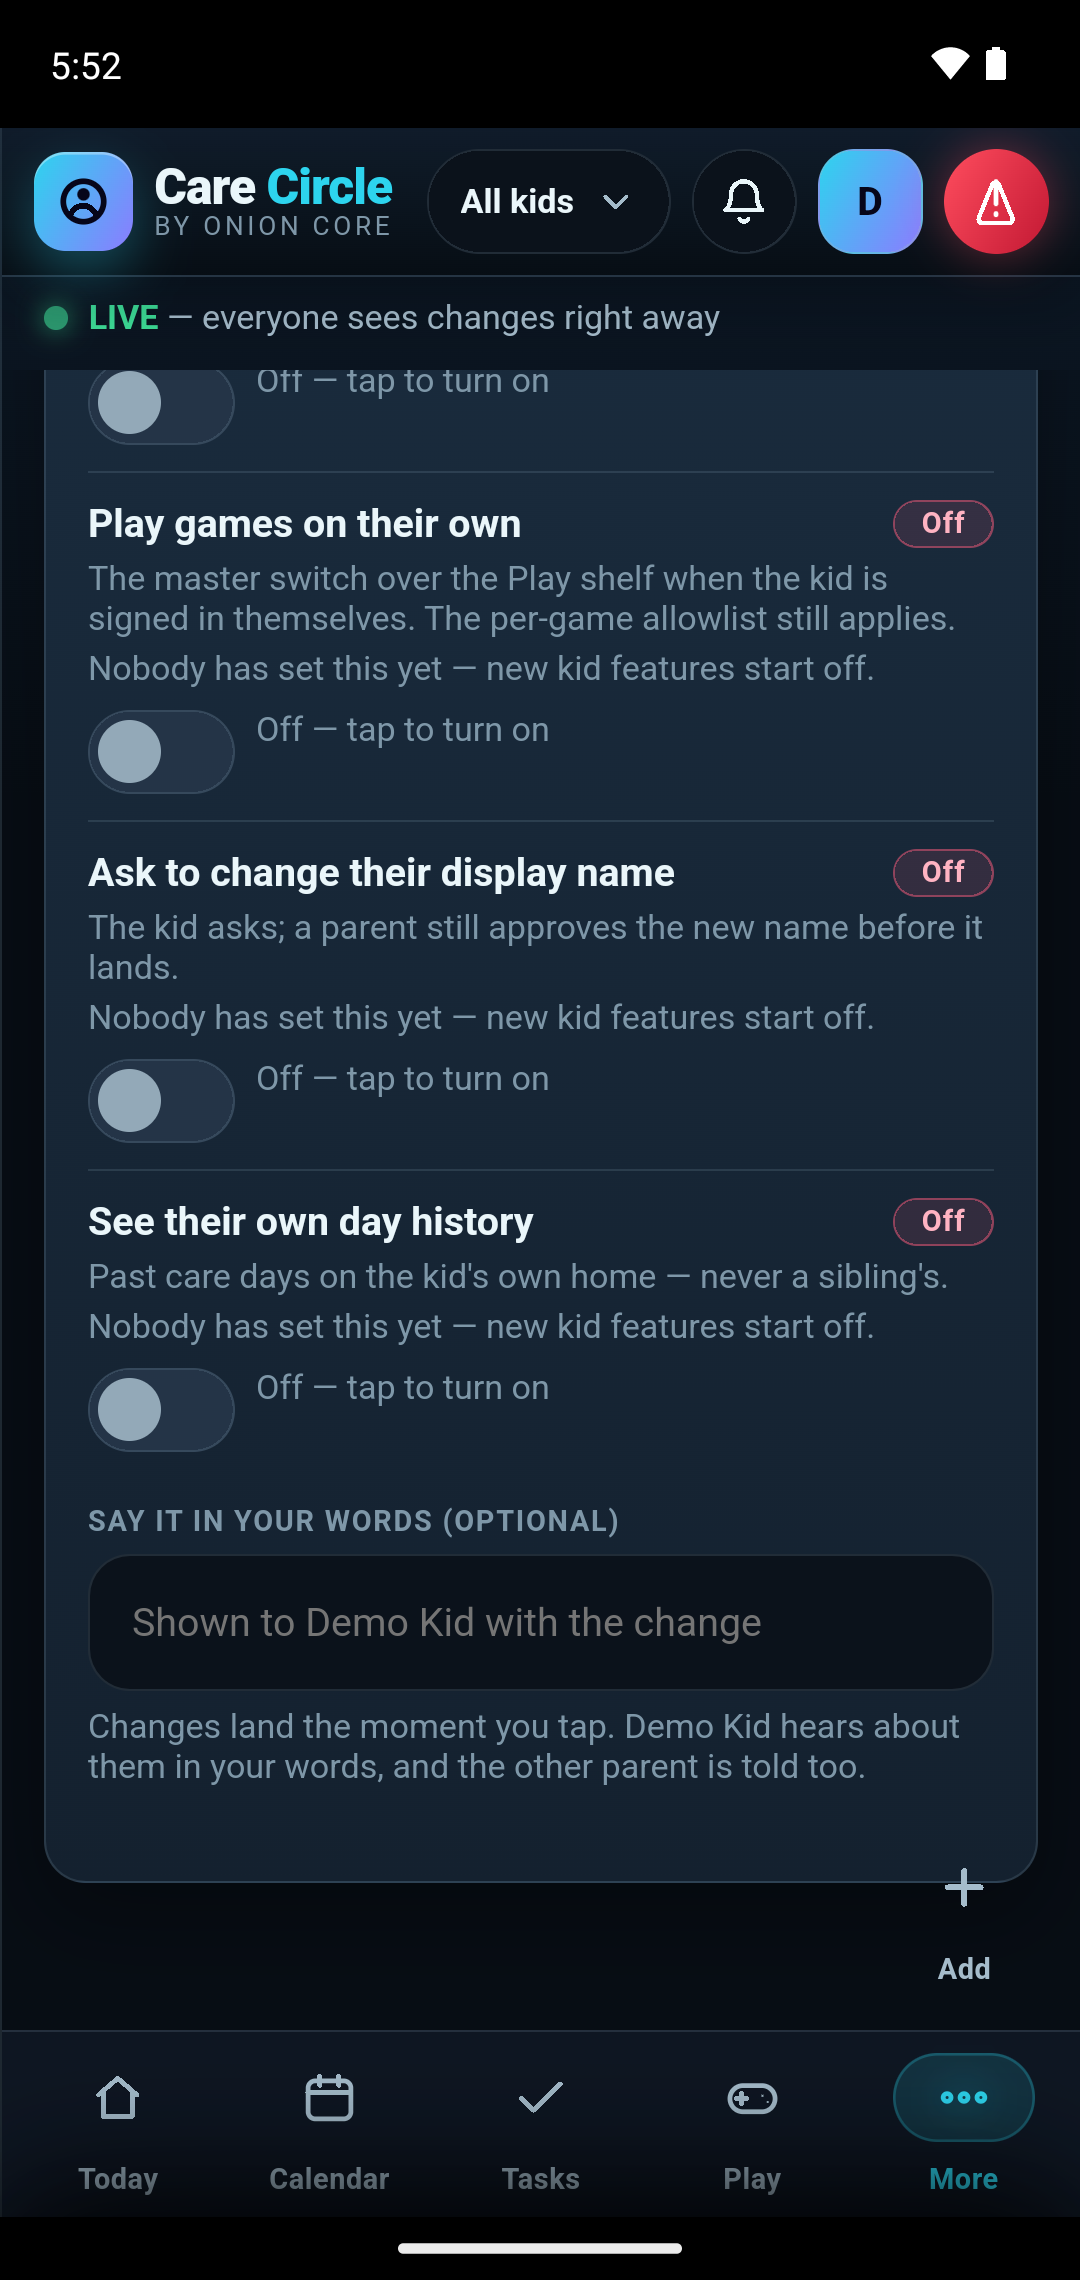 5:52
Care Circle
BY ONION CORE
All kids
D
LIVE — everyone sees changes right away
Off — tap to turn on
Play games on their own
Off
The master switch over the Play shelf when the kid is
signed in themselves. The per-game allowlist still applies.
Nobody has set this yet — new kid features start off.
Off — tap to turn on
Ask to change their display name
Off
The kid asks; a parent still approves the new name before it
lands.
Nobody has set this yet — new kid features start off.
Off — tap to turn on
See their own day history
Off
Past care days on the kid's own home — never a sibling's.
Nobody has set this yet — new kid features start off.
Off — tap to turn on
SAY IT IN YOUR WORDS (OPTIONAL)
Shown to Demo Kid with the change
Changes land the moment you tap. Demo Kid hears about
them in your words, and the other parent is told too.
Add
Today
Calendar
Tasks
Play
More